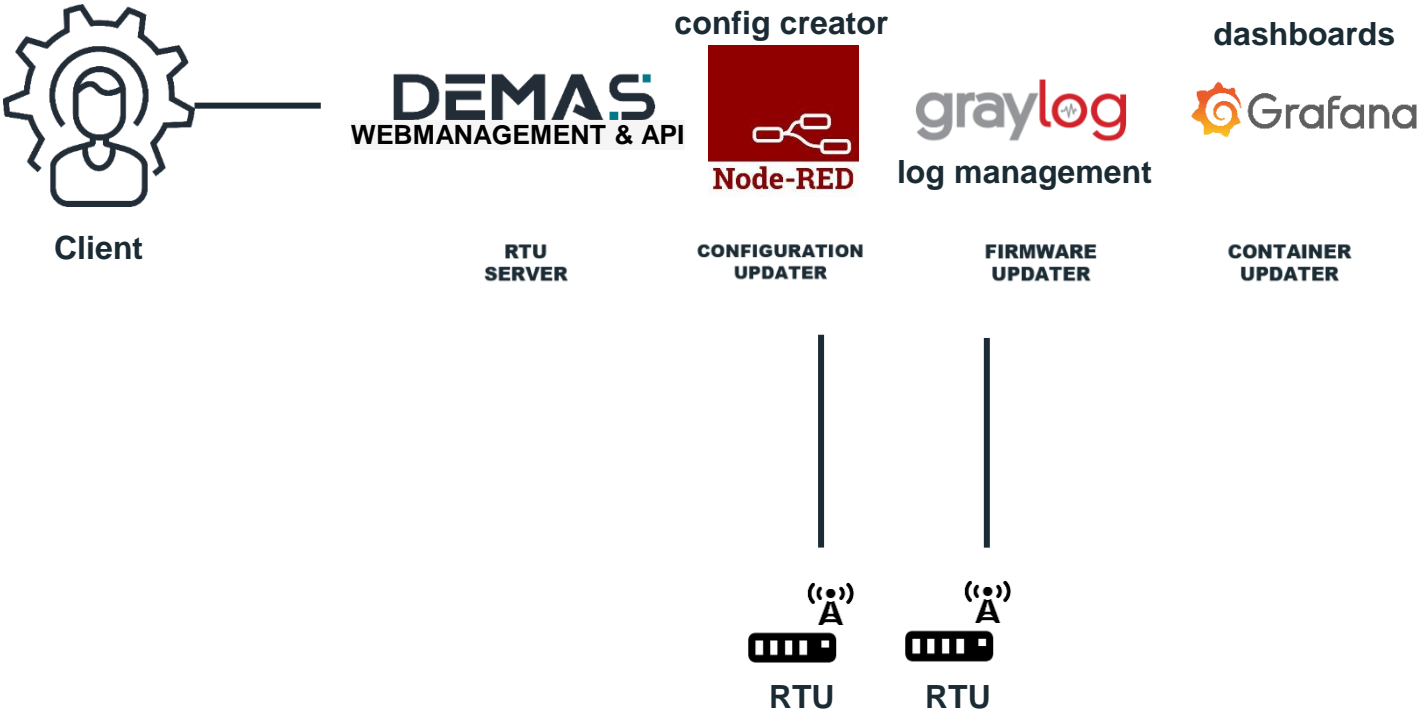 config creator
dashboards
DEMAS
WEBMANAGEMENT & API
Node-RED
graylog
log management
Grafana
Client
RTU
SERVER
CONFIGURATION
UPDATER
FIRMWARE
UPDATER
CONTAINER
UPDATER
RTU
RTU